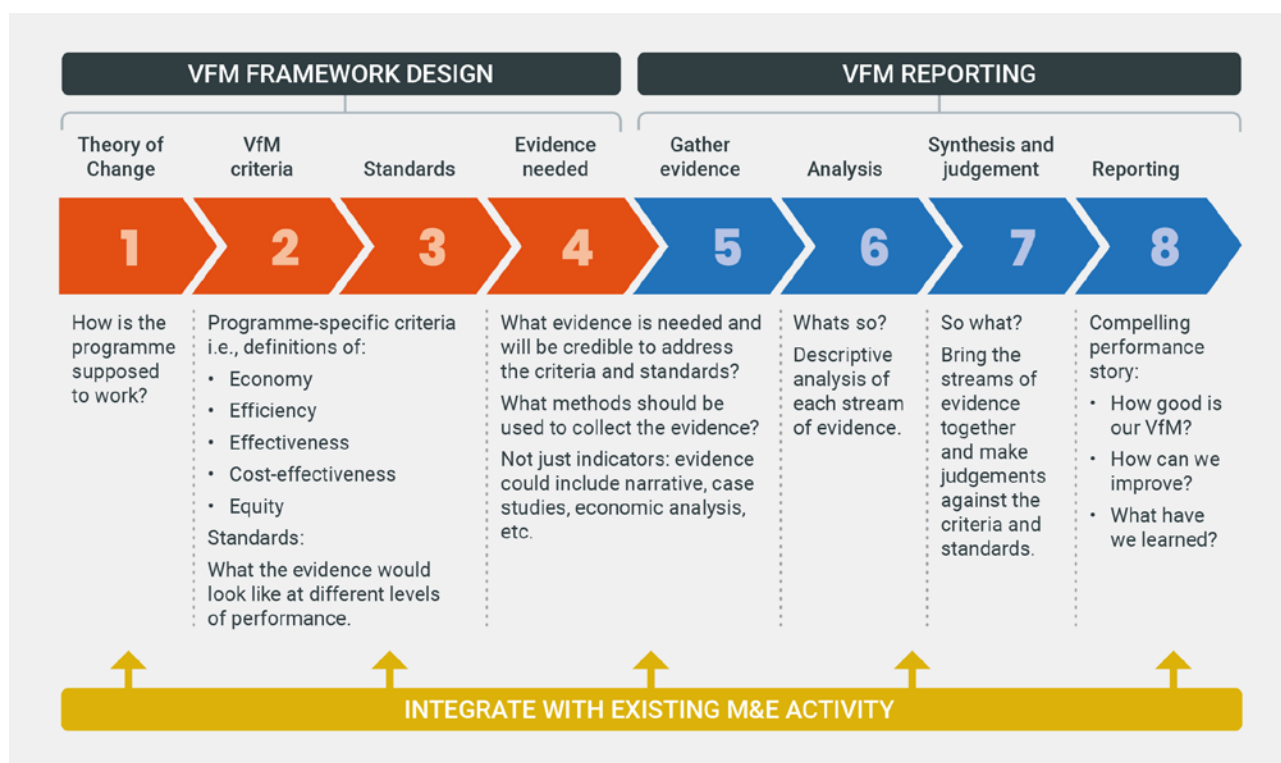 VFM FRAMEWORK DESIGN
VFM REPORTING
Theory of
Change
VfM
criteria
Standards
Evidence
needed
Gather
evidence
Analysis
Synthesis and
judgement
Reporting
1
2
3
4
5
6
7
8
How is the
programme
supposed
to work?
Programme-specific criteria
i.e., definitions of:
• Economy
• Efficiency
• Effectiveness
• Cost-effectiveness
• Equity
Standards:
What the evidence would
look like at different levels
of performance.
What evidence is needed and
will be credible to address
the criteria and standards?
What methods should be
used to collect the evidence?
Not just indicators: evidence
could include narrative, case
studies, economic analysis,
etc.
Whats so?
Descriptive
analysis of
each stream
of evidence.
So what?
Bring the
streams of
evidence
together
and make
judgements
against the
criteria and
standards.
Compelling
performance
story:
• How good is
our VfM?
• How can we
improve?
• What have
we learned?
INTEGRATE WITH EXISTING M&E ACTIVITY